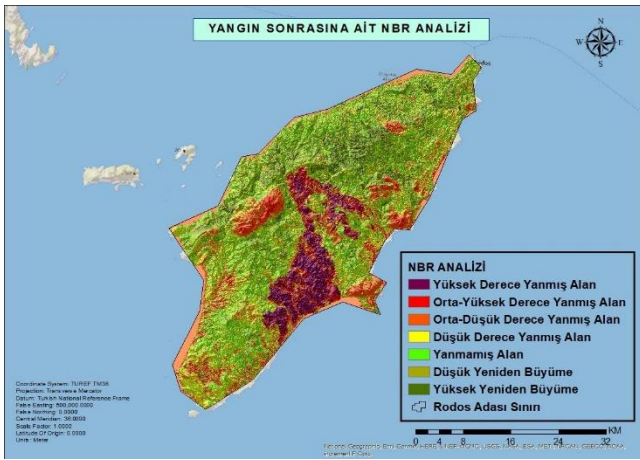 YANGIN SONRASINA AİT NBR ANALİZİ
N
W
E
S
NBR ANALİZİ
Yüksek Derece Yanmış Alan
Orta-Yüksek Derece Yanmış Alan
Orta-Düşük Derece Yanmış Alan
Düşük Derece Yanmış Alan
Yanmamış Alan
Düşük Yeniden Büyüme
Yüksek Yeniden Büyüme
Rodos Adası Sınırı
Coordinate System: TUREF TM36
Projection: Transverse Mercator
Datum: Turkish National Reference Frame
False Easting: 500,000.0000
False Northing: 0.0000
Central Meridian: 36.0000
Scale Factor: 1.0000
Latitude Of Origin: 0.0000
Units: Meter
KM
0 4 8 16 24 32